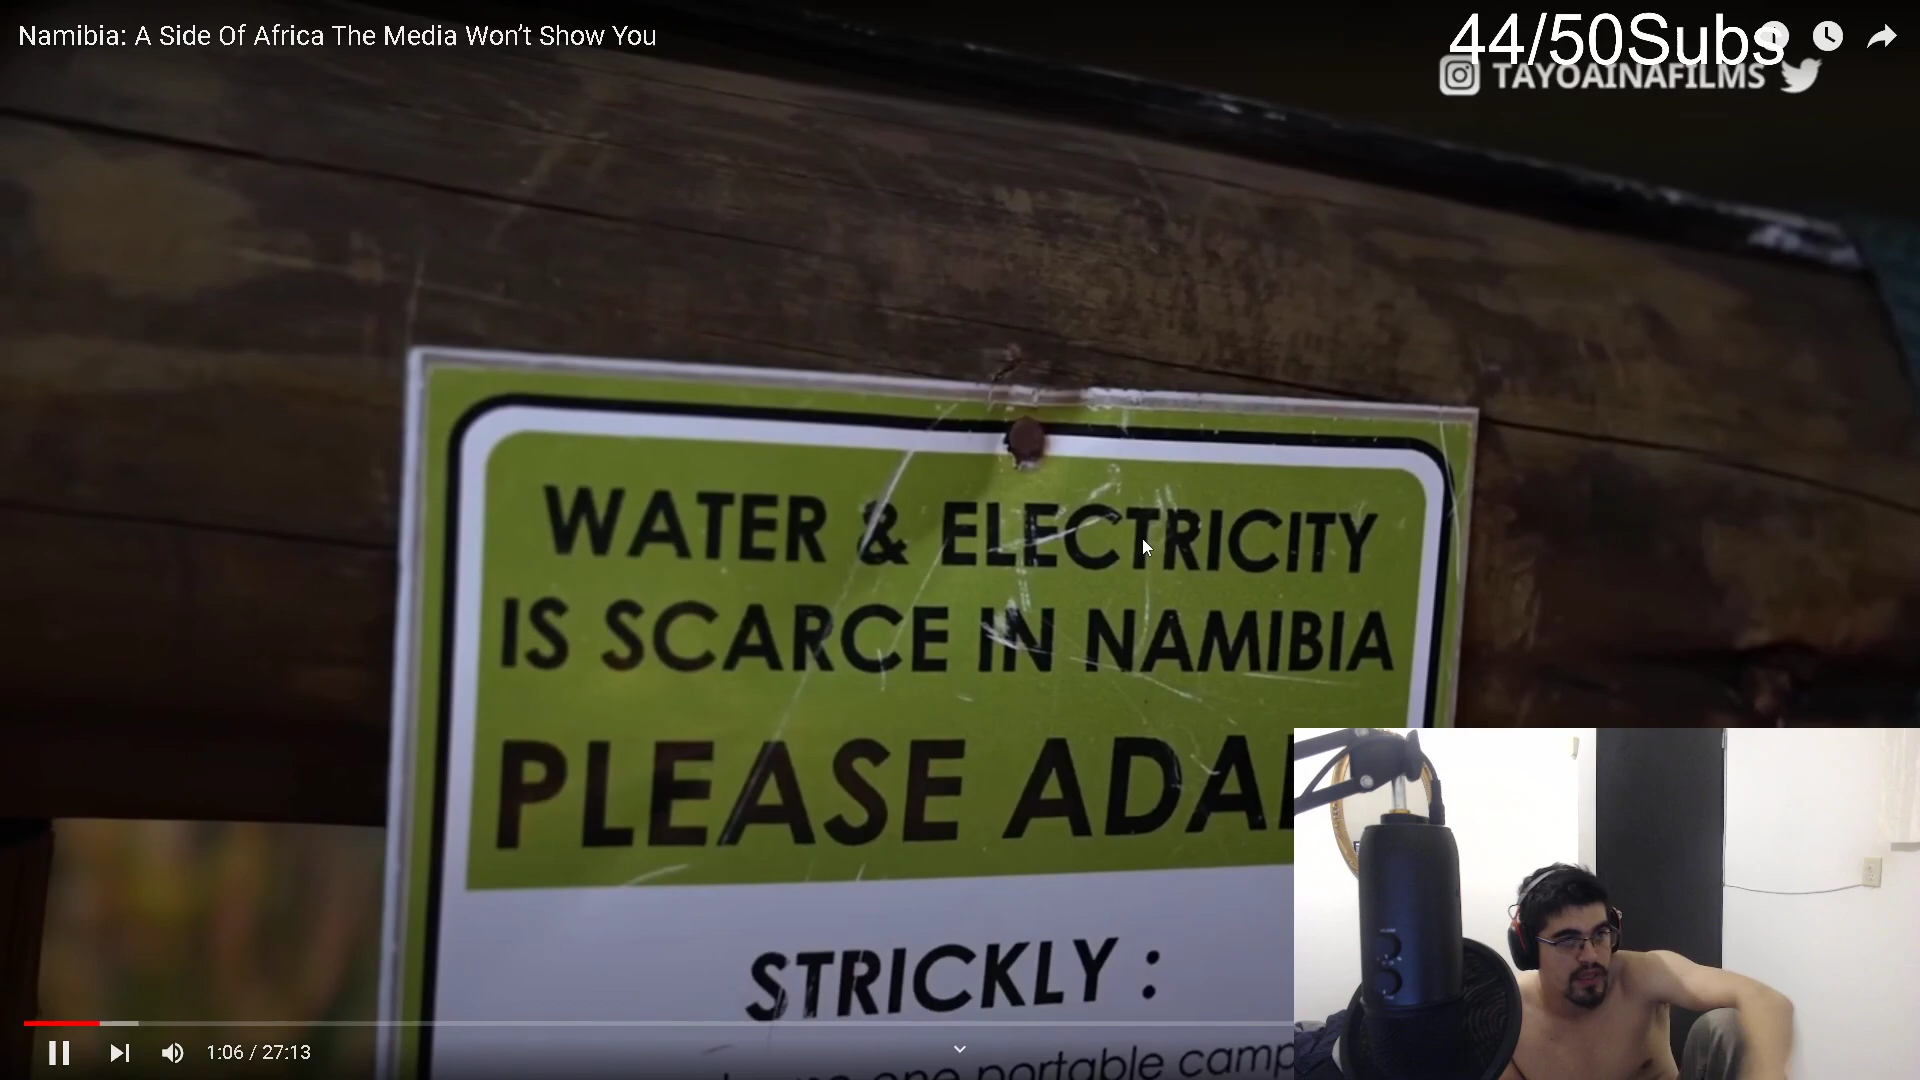 Namibia: A Side Of Africa The Media Won't Show You
44/50Subs
TAYOAINAFILMS
WATER & ELECTRICITY
IS SCARCE IN NAMIBIA
PLEASE ADA
STRICKLY :
one portable camp
1:06 / 27:13